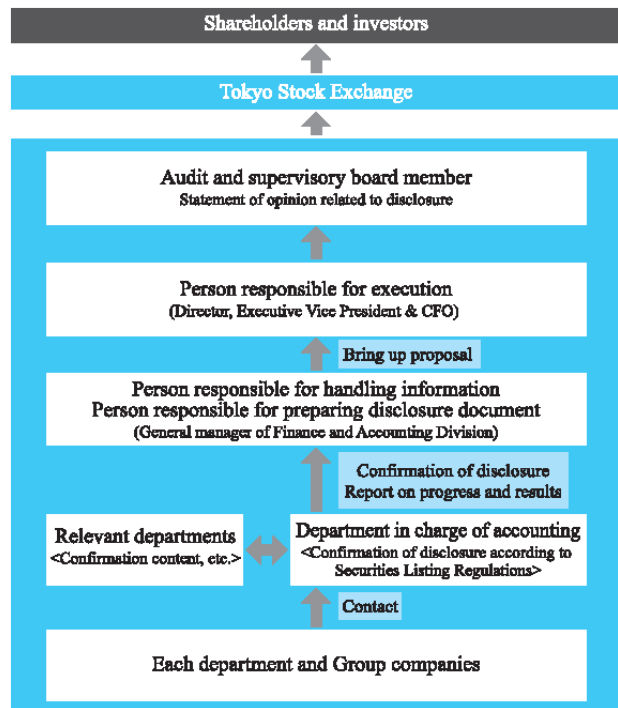 Shareholders and investors
Tokyo Stock Exchange
Audit and supervisory board member
Statement of opinion related to disclosure
Person responsible for execution
(Director, Executive Vice President & CFO)
Bring up proposal
Person responsible for handling information
Person responsible for preparing disclosure document
(General manager of Finance and Accounting Division)
Confirmation of disclosure
Report on progress and results
Relevant departments
<Confirmation content, etc.>
Department in charge of accounting
<Confirmation of disclosure according to
Securities Listing Regulations>
Contact
Each department and Group companies